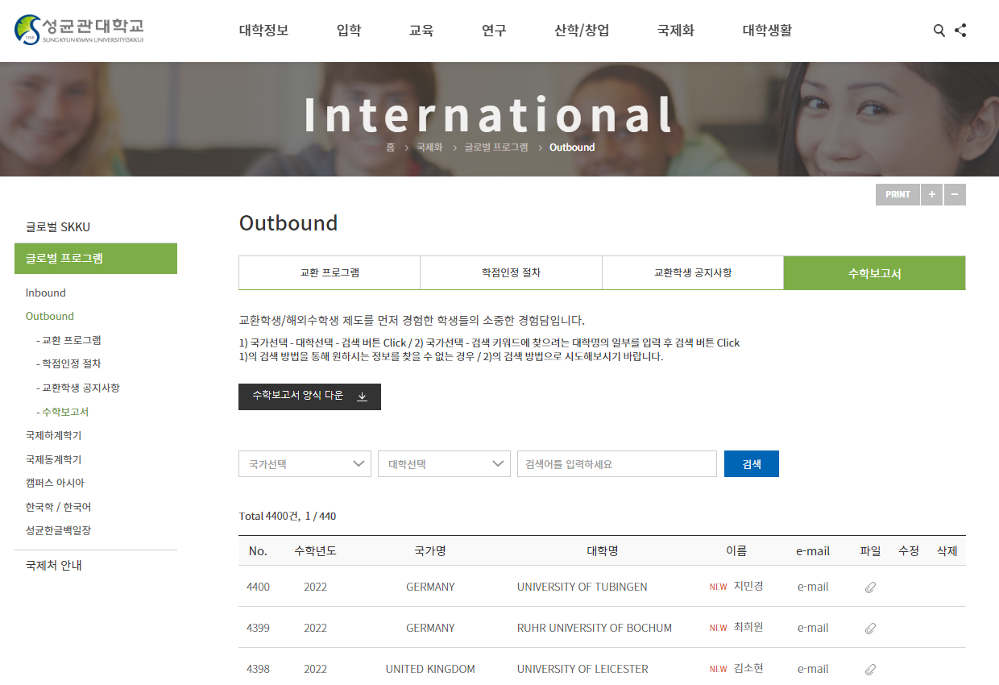 성균관대학교
SUNG KYUN KWAN UNIVERSITY(SKKU)
1398
대학정보 입학 교육 연구 산학/창업 국제화 대학생활
International
홈 > 국제화 > 글로벌 프로그램 > Outbound
PRINT + −
글로벌 SKKU
글로벌 프로그램
Inbound
Outbound
- 교환 프로그램
- 학점인정 절차
- 교환학생 공지사항
- 수학보고서
국제하계학기
국제동계학기
캠퍼스 아시아
한국학 / 한국어
성균한글백일장
국제처 안내
Outbound
교환 프로그램 학점인정 절차 교환학생 공지사항 수학보고서
교환학생/해외수학생 제도를 먼저 경험한 학생들의 소중한 경험담입니다.
1) 국가선택 - 대학선택 - 검색 버튼 Click / 2) 국가선택 - 검색 키워드에 찾으려는 대학명의 일부를 입력 후 검색 버튼 Click
1)의 검색 방법을 통해 원하시는 정보를 찾을 수 없는 경우 / 2)의 검색 방법으로 시도해보시기 바랍니다.
수학보고서 양식 다운
국가선택 대학선택 검색어를 입력하세요 검색
Total 4400건, 1 / 440
No. 수학년도 국가명 대학명 이름 e-mail 파일 수정 삭제
4400 2022 GERMANY UNIVERSITY OF TUBINGEN NEW 지민경 e-mail
4399 2022 GERMANY RUHR UNIVERSITY OF BOCHUM NEW 최희원 e-mail
4398 2022 UNITED KINGDOM UNIVERSITY OF LEICESTER NEW 김소현 e-mail